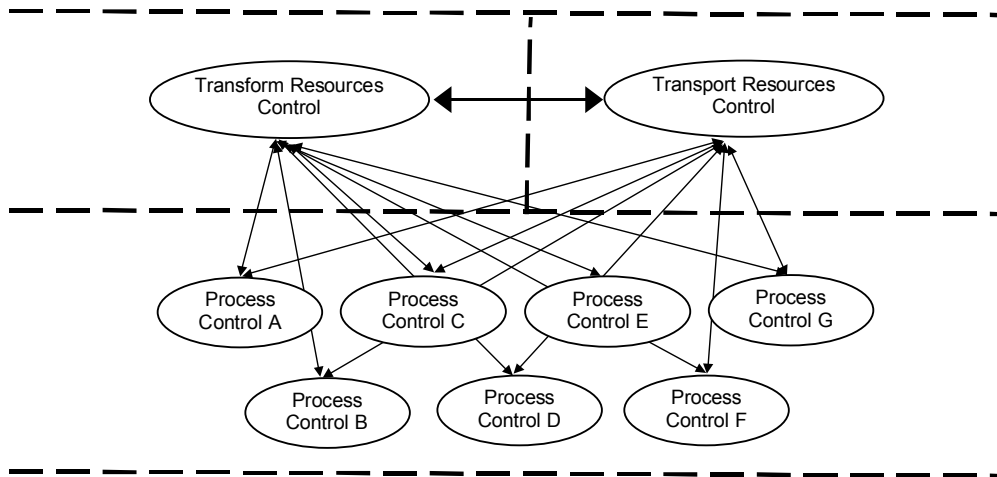 Transform Resources
Control
Transport Resources
Control
Process
Control A
Process
Control C
Process
Control E
Process
Control G
Process
Control B
Process
Control D
Process
Control F